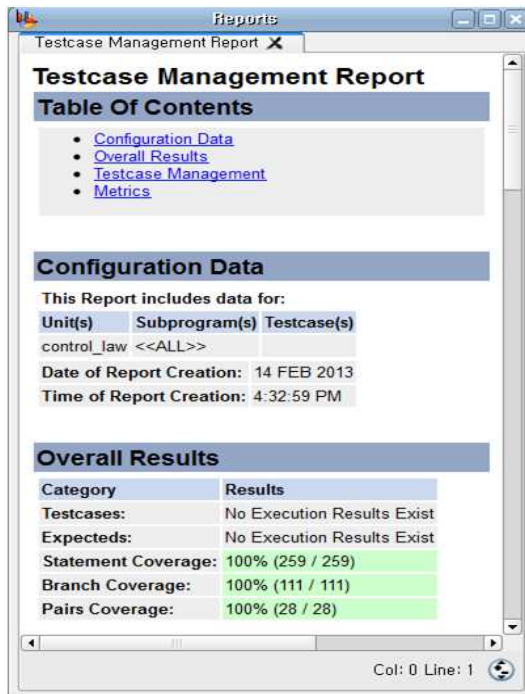 Reports
Testcase Management Report X
Testcase Management Report
Table Of Contents
• Configuration Data
• Overall Results
• Testcase Management
• Metrics
Configuration Data
This Report includes data for:
Unit(s) Subprogram(s) Testcase(s)
control_law <<ALL>>
Date of Report Creation: 14 FEB 2013
Time of Report Creation: 4:32:59 PM
Overall Results
Category Results
Testcases: No Execution Results Exist
Expecteds: No Execution Results Exist
Statement Coverage: 100% (259 / 259)
Branch Coverage: 100% (111 / 111)
Pairs Coverage: 100% (28 / 28)
Col: 0 Line: 1